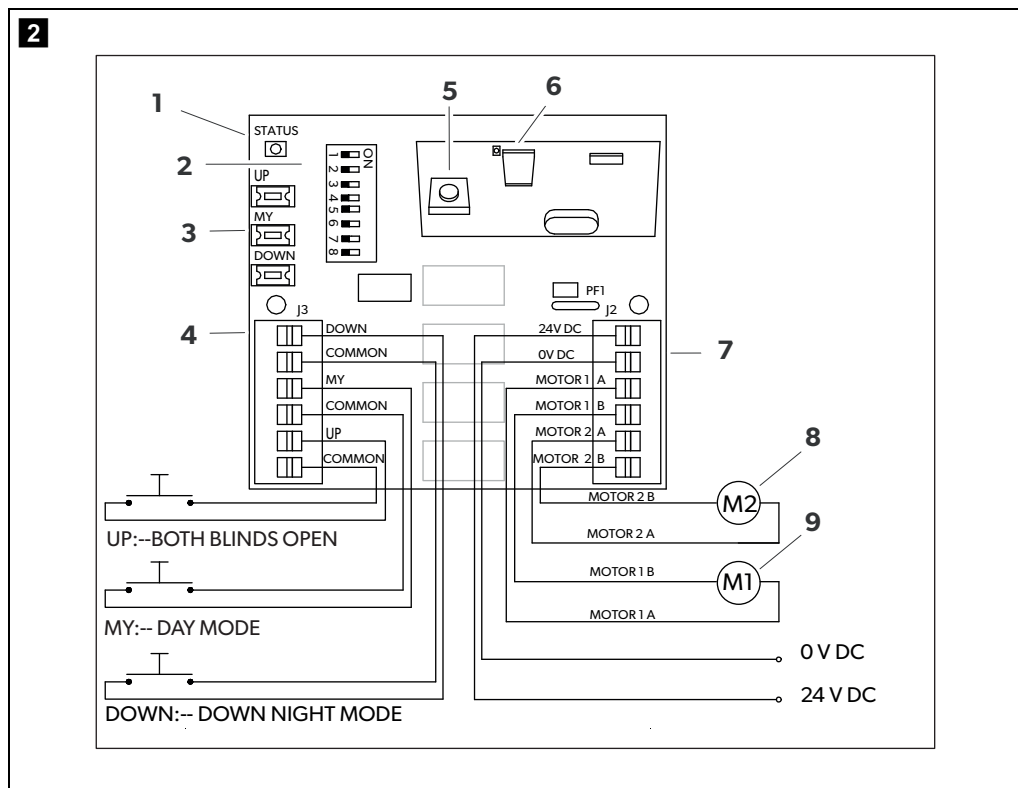 2
1
5
6
STATUS
2
ON
1
2
3
4
5
6
7
8
UP
3
MY
DOWN
PF1
4
J3
J2
7
DOWN
24V DC
COMMON
0V DC
MY
MOTOR 1 A
COMMON
MOTOR 1 B
UP
MOTOR 2 A
COMMON
MOTOR 2 B
8
MOTOR 2 B
M2
UP:--BOTH BLINDS OPEN
MOTOR 2 A
9
MOTOR 1 B
M1
MY:-- DAY MODE
MOTOR 1 A
0 V DC
24 V DC
DOWN:-- DOWN NIGHT MODE